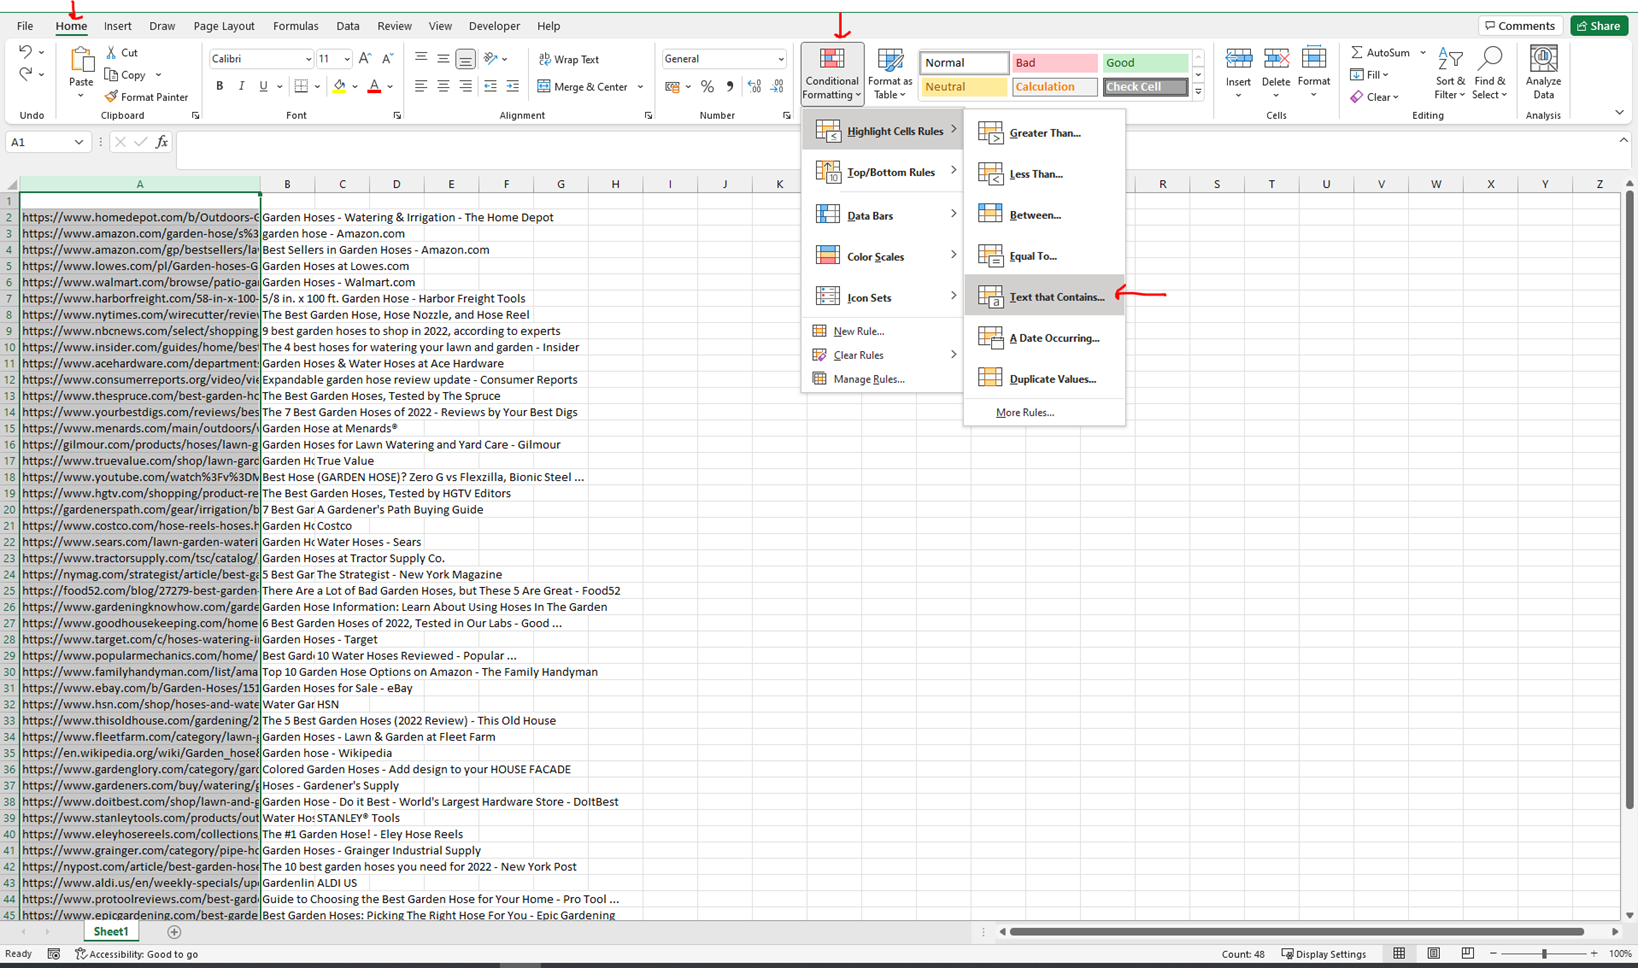 File Home Insert Draw Page Layout Formulas Data Review View Developer Help Comments Share
Paste Cut Copy Format Painter
Calibri 11 A A
B I U A
Wrap Text
Merge & Center
General
% 9
Conditional Formatting
Format as Table
Normal Bad Good
Neutral Calculation Check Cell
Insert Delete Format
AutoSum
Fill
Clear
Sort & Filter
Find & Select
Analyze Data
Undo Clipboard Font Alignment Number Cells Editing Analysis
A1 fx
Highlight Cells Rules
Top/Bottom Rules
Data Bars
Color Scales
Icon Sets
New Rule...
Clear Rules
Manage Rules...
Greater Than...
Less Than...
Between...
Equal To...
Text that Contains...
A Date Occurring...
Duplicate Values...
More Rules...
A B C D E F G H I J K R S T U V W X Y Z
1
2 https://www.homedepot.com/b/Outdoors-G Garden Hoses - Watering & Irrigation - The Home Depot
3 https://www.amazon.com/garden-hose/s%3 garden hose - Amazon.com
4 https://www.amazon.com/gp/bestsellers/la Best Sellers in Garden Hoses - Amazon.com
5 https://www.lowes.com/pl/Garden-hoses-G Garden Hoses at Lowes.com
6 https://www.walmart.com/browse/patio-gar Garden Hoses - Walmart.com
7 https://www.harborfreight.com/58-in-x-100- 5/8 in. x 100 ft. Garden Hose - Harbor Freight Tools
8 https://www.nytimes.com/wirecutter/review The Best Garden Hose, Hose Nozzle, and Hose Reel
9 https://www.nbcnews.com/select/shopping 9 best garden hoses to shop in 2022, according to experts
10 https://www.insider.com/guides/home/best The 4 best hoses for watering your lawn and garden - Insider
11 https://www.acehardware.com/departments Garden Hoses & Water Hoses at Ace Hardware
12 https://www.consumerreports.org/video/vie Expandable garden hose review update - Consumer Reports
13 https://www.thespruce.com/best-garden-ho The Best Garden Hoses, Tested by The Spruce
14 https://www.yourbestdigs.com/reviews/bes The 7 Best Garden Hoses of 2022 - Reviews by Your Best Digs
15 https://www.menards.com/main/outdoors/ Garden Hose at Menards®
16 https://gilmour.com/products/hoses/lawn-g Garden Hoses for Lawn Watering and Yard Care - Gilmour
17 https://www.truevalue.com/shop/lawn-gard Garden Ho True Value
18 https://www.youtube.com/watch%3Fv%3DM Best Hose (GARDEN HOSE)? Zero G vs Flexzilla, Bionic Steel ...
19 https://www.hgtv.com/shopping/product-re The Best Garden Hoses, Tested by HGTV Editors
20 https://gardenerspath.com/gear/irrigation/b 7 Best Gar A Gardener's Path Buying Guide
21 https://www.costco.com/hose-reels-hoses.h Garden Ho Costco
22 https://www.sears.com/lawn-garden-wateri Garden Ho Water Hoses - Sears
23 https://www.tractorsupply.com/tsc/catalog/ Garden Hoses at Tractor Supply Co.
24 https://nymag.com/strategist/article/best-ga 5 Best Gar The Strategist - New York Magazine
25 https://food52.com/blog/27279-best-garden- There Are a Lot of Bad Garden Hoses, but These 5 Are Great - Food52
26 https://www.gardeningknowhow.com/garde Garden Hose Information: Learn About Using Hoses In The Garden
27 https://www.goodhousekeeping.com/home 6 Best Garden Hoses of 2022, Tested in Our Labs - Good ...
28 https://www.target.com/c/hoses-watering-i Garden Hoses - Target
29 https://www.popularmechanics.com/home/ Best Gard 10 Water Hoses Reviewed - Popular ...
30 https://www.familyhandyman.com/list/ama Top 10 Garden Hose Options on Amazon - The Family Handyman
31 https://www.ebay.com/b/Garden-Hoses/151 Garden Hoses for Sale - eBay
32 https://www.hsn.com/shop/hoses-and-wate Water Gar HSN
33 https://www.thisoldhouse.com/gardening/2 The 5 Best Garden Hoses (2022 Review) - This Old House
34 https://www.fleetfarm.com/category/lawn-g Garden Hoses - Lawn & Garden at Fleet Farm
35 https://en.wikipedia.org/wiki/Garden_hose& Garden hose - Wikipedia
36 https://www.gardenglory.com/category/gar Colored Garden Hoses - Add design to your HOUSE FACADE
37 https://www.gardeners.com/buy/watering/g Hoses - Gardener's Supply
38 https://www.doitbest.com/shop/lawn-and-g Garden Hose - Do it Best - World's Largest Hardware Store - DoItBest
39 https://www.stanleytools.com/products/out Water Hos STANLEY® Tools
40 https://www.eleyhosereels.com/collections, The #1 Garden Hose! - Eley Hose Reels
41 https://www.grainger.com/category/pipe-ho Garden Hoses - Grainger Industrial Supply
42 https://nypost.com/article/best-garden-hose The 10 best garden hoses you need for 2022 - New York Post
43 https://www.aldi.us/en/weekly-specials/up Gardenlin ALDI US
44 https://www.protoolreviews.com/best-gard Guide to Choosing the Best Garden Hose for Your Home - Pro Tool ...
45 https://www.epicgardening.com/best-garde Best Garden Hoses: Picking The Right Hose For You - Epic Gardening
Sheet1
Ready Accessibility: Good to go Count: 48 Display Settings 100%